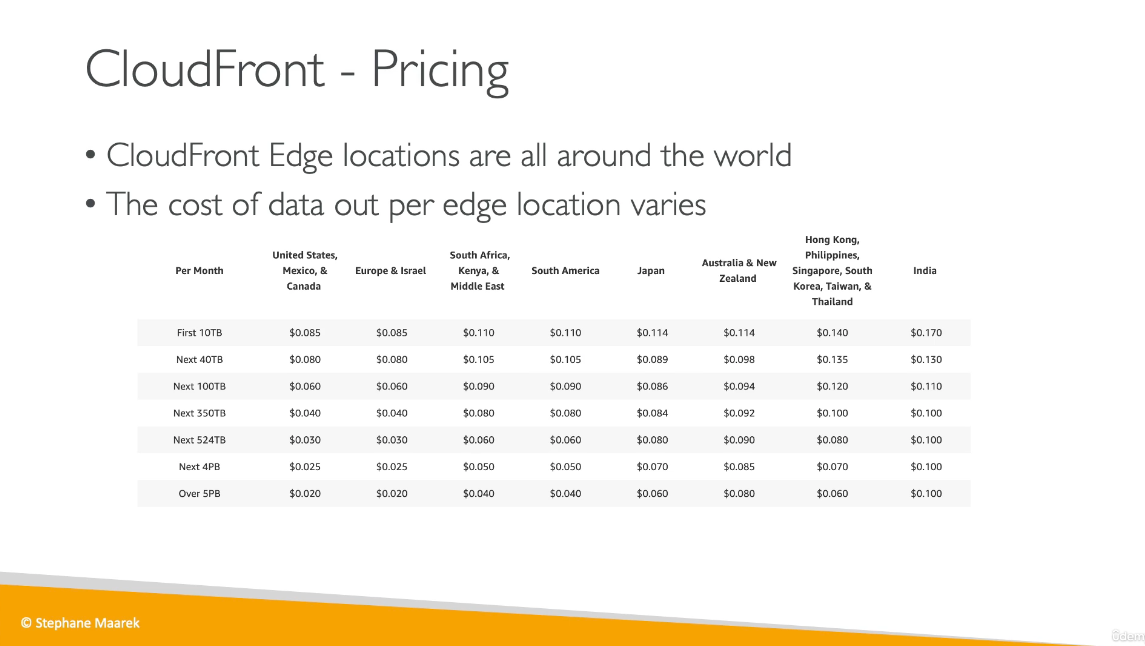 CloudFront - Pricing
• CloudFront Edge locations are all around the world
• The cost of data out per edge location varies
Per Month United States, Mexico, & Canada Europe & Israel South Africa, Kenya, & Middle East South America Japan Australia & New Zealand Hong Kong, Philippines, Singapore, South Korea, Taiwan, & Thailand India
First 10TB $0.085 $0.085 $0.110 $0.110 $0.114 $0.114 $0.140 $0.170
Next 40TB $0.080 $0.080 $0.105 $0.105 $0.089 $0.098 $0.135 $0.130
Next 100TB $0.060 $0.060 $0.090 $0.090 $0.086 $0.094 $0.120 $0.110
Next 350TB $0.040 $0.040 $0.080 $0.080 $0.084 $0.092 $0.100 $0.100
Next 524TB $0.030 $0.030 $0.060 $0.060 $0.080 $0.090 $0.080 $0.100
Next 4PB $0.025 $0.025 $0.050 $0.050 $0.070 $0.085 $0.070 $0.100
Over 5PB $0.020 $0.020 $0.040 $0.040 $0.060 $0.080 $0.060 $0.100
© Stephane Maarek
ûdem